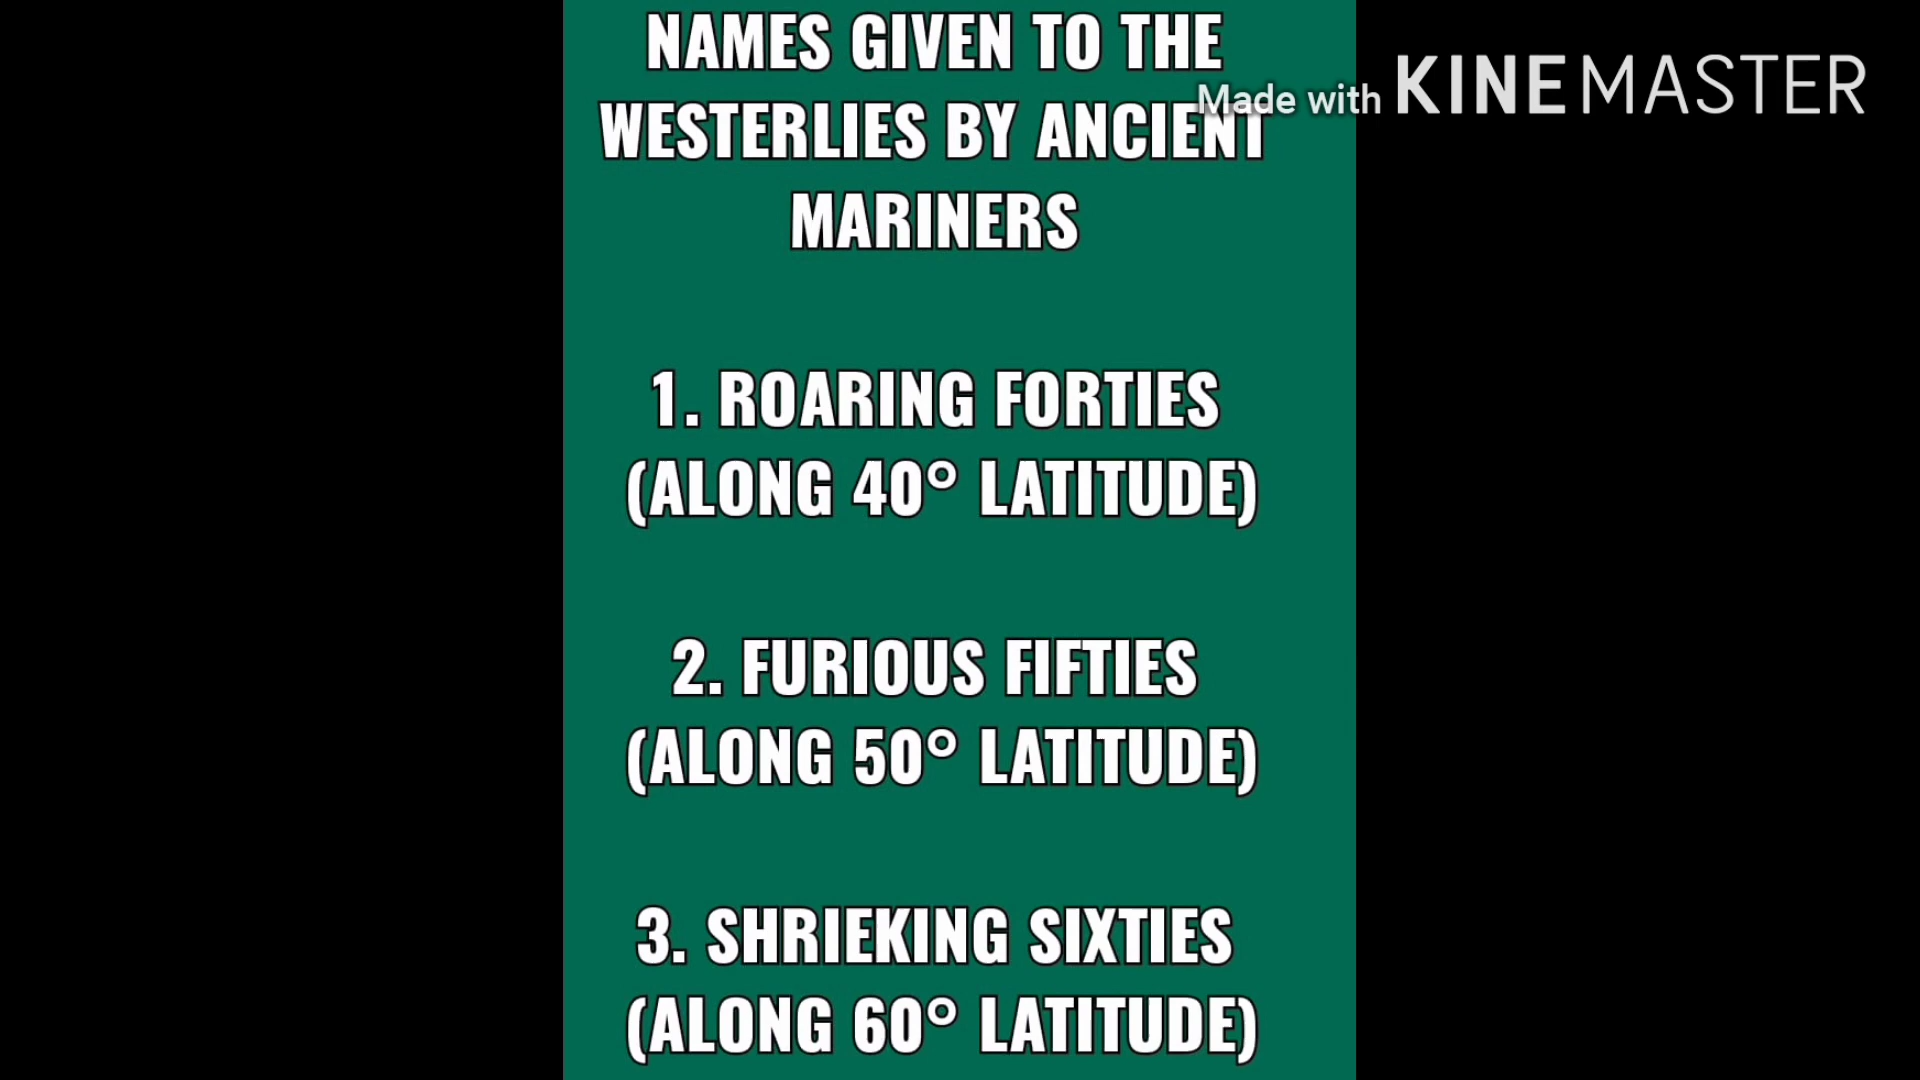 NAMES GIVEN TO THE
WESTERLIES BY ANCIENT
MARINERS
Made with KINEMASTER
1. ROARING FORTIES
(ALONG 40° LATITUDE)
2. FURIOUS FIFTIES
(ALONG 50° LATITUDE)
3. SHRIEKING SIXTIES
(ALONG 60° LATITUDE)